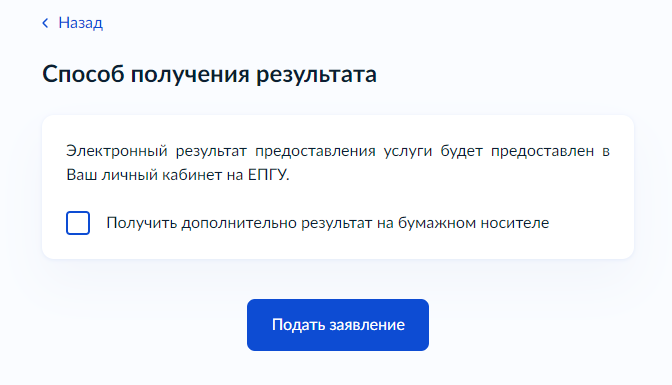 Назад
Способ получения результата
Электронный результат предоставления услуги будет предоставлен в
Ваш личный кабинет на ЕПГУ.
Получить дополнительно результат на бумажном носителе
Подать заявление